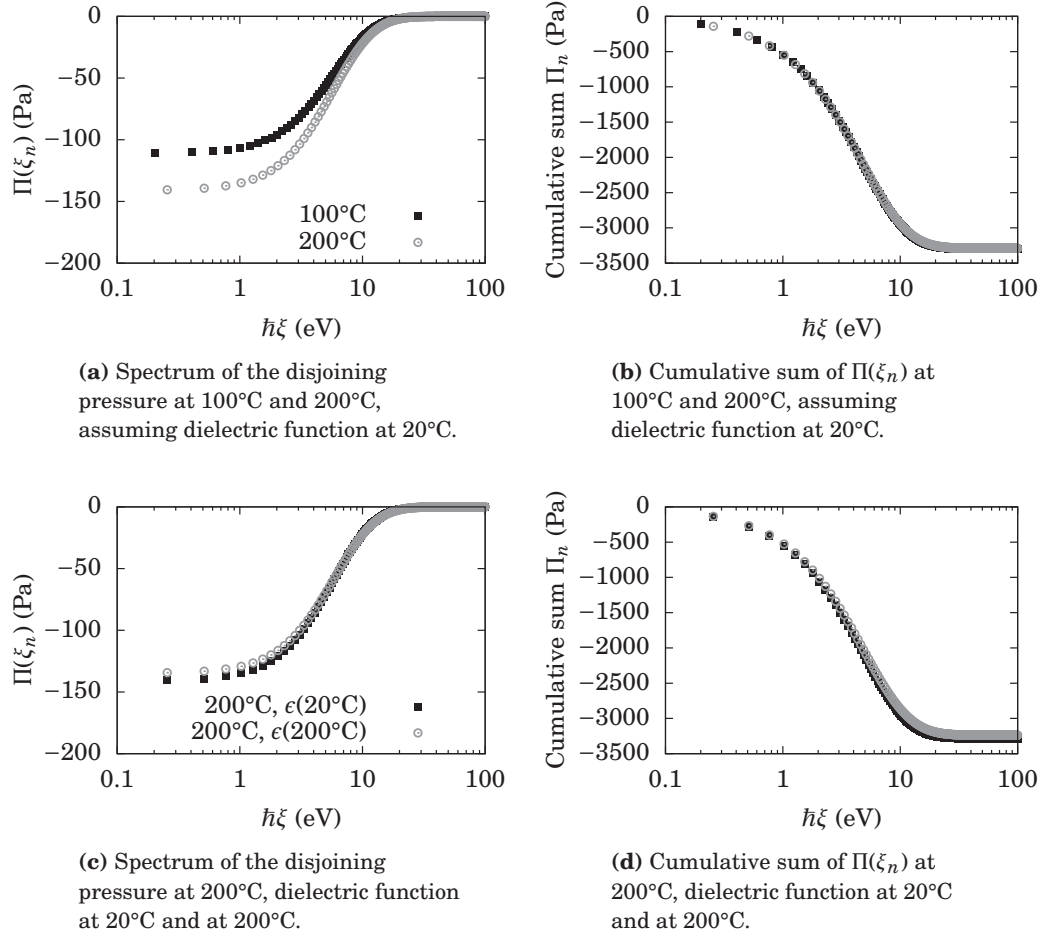 0
−50
−100
−150
−200
Π(ξn) (Pa)
100°C
200°C
0.1 1 10 100
ħξ (eV)
(a) Spectrum of the disjoining
pressure at 100°C and 200°C,
assuming dielectric function at 20°C.
0
−500
−1000
−1500
−2000
−2500
−3000
−3500
Cumulative sum Πn (Pa)
0.1 1 10 100
ħξ (eV)
(b) Cumulative sum of Π(ξn) at
100°C and 200°C, assuming
dielectric function at 20°C.
0
−50
−100
−150
−200
Π(ξn) (Pa)
200°C, ϵ(20°C)
200°C, ϵ(200°C)
0.1 1 10 100
ħξ (eV)
(c) Spectrum of the disjoining
pressure at 200°C, dielectric function
at 20°C and at 200°C.
0
−500
−1000
−1500
−2000
−2500
−3000
−3500
Cumulative sum Πn (Pa)
0.1 1 10 100
ħξ (eV)
(d) Cumulative sum of Π(ξn) at
200°C, dielectric function at 20°C
and at 200°C.